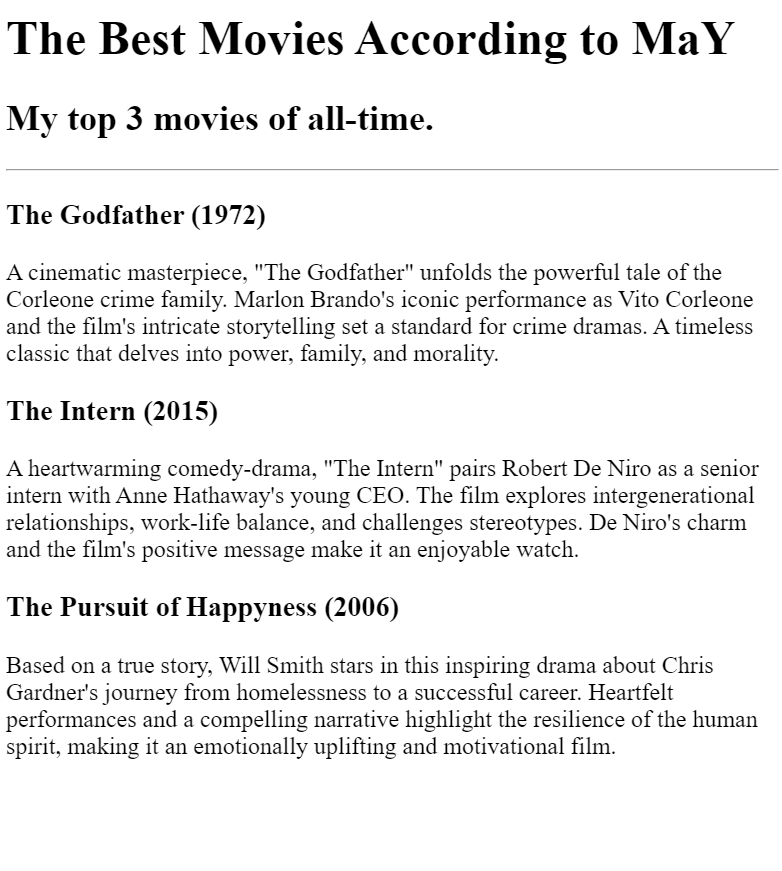 The Best Movies According to MaY
My top 3 movies of all-time.
The Godfather (1972)
A cinematic masterpiece, "The Godfather" unfolds the powerful tale of the
Corleone crime family. Marlon Brando's iconic performance as Vito Corleone
and the film's intricate storytelling set a standard for crime dramas. A timeless
classic that delves into power, family, and morality.
The Intern (2015)
A heartwarming comedy-drama, "The Intern" pairs Robert De Niro as a senior
intern with Anne Hathaway's young CEO. The film explores intergenerational
relationships, work-life balance, and challenges stereotypes. De Niro's charm
and the film's positive message make it an enjoyable watch.
The Pursuit of Happyness (2006)
Based on a true story, Will Smith stars in this inspiring drama about Chris
Gardner's journey from homelessness to a successful career. Heartfelt
performances and a compelling narrative highlight the resilience of the human
spirit, making it an emotionally uplifting and motivational film.